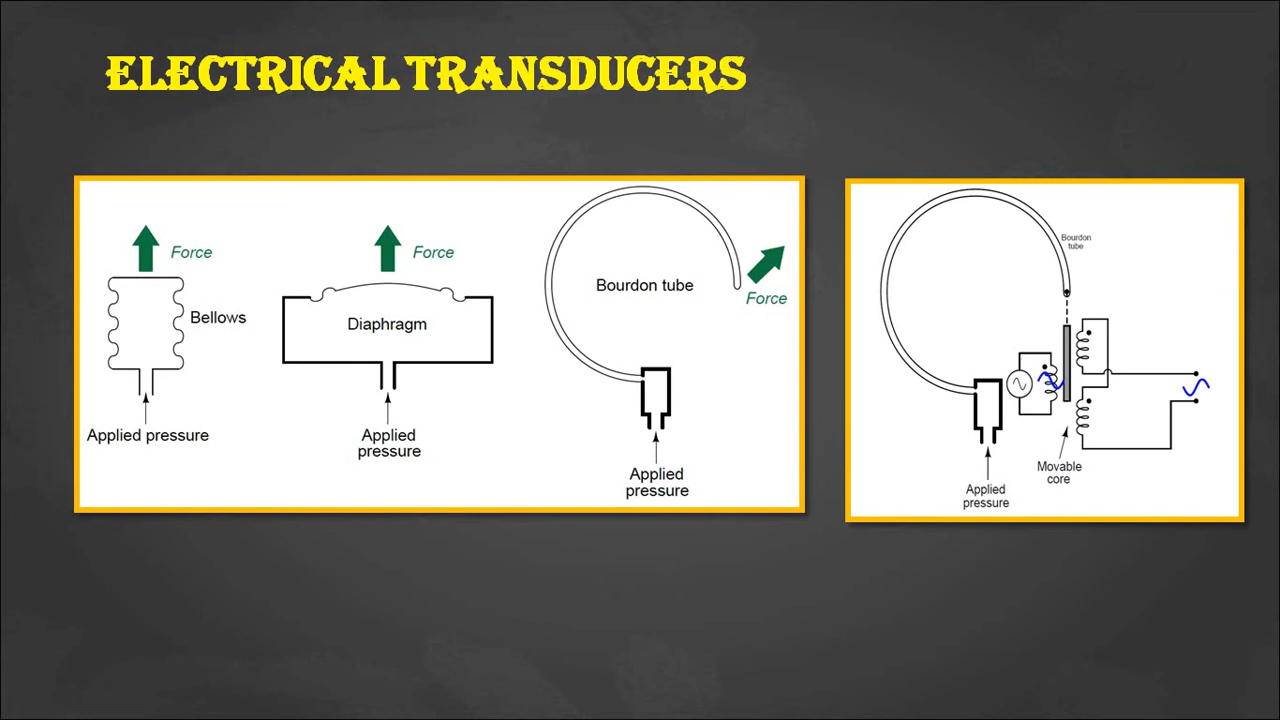 ELECTRICAL TRANSDUCERS
Force
Bellows
Applied pressure
Force
Diaphragm
Applied
pressure
Bourdon tube
Force
Applied
pressure
Bourdon
tube
Movable
core
Applied
pressure